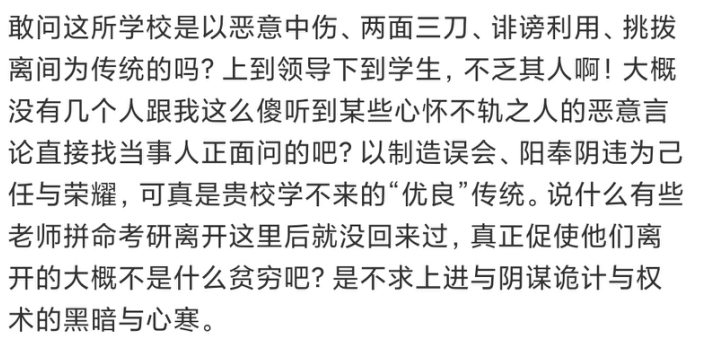 敢问这所学校是以恶意中伤、两面三刀、诽谤利用、挑拨
离间为传统的吗？上到领导下到学生，不乏其人啊！大概
没有几个人跟我这么傻听到某些心怀不轨之人的恶意言
论直接找当事人正面问的吧？以制造误会、阳奉阴违为己
任与荣耀，可真是贵校学不来的“优良”传统。说什么有些
老师拼命考研离开这里后就没回来过，真正促使他们离
开的大概不是什么贫穷吧？是不求上进与阴谋诡计与权
术的黑暗与心寒。